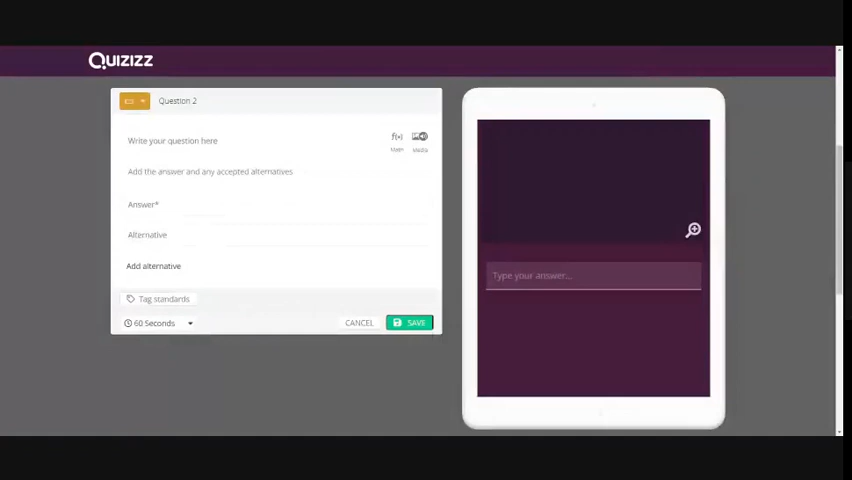 Quizizz
Question 2
Write your question here
f(x)
Math
Media
Add the answer and any accepted alternatives
Answer*
Alternative
Add alternative
Tag standards
60 Seconds
CANCEL
SAVE
Type your answer...